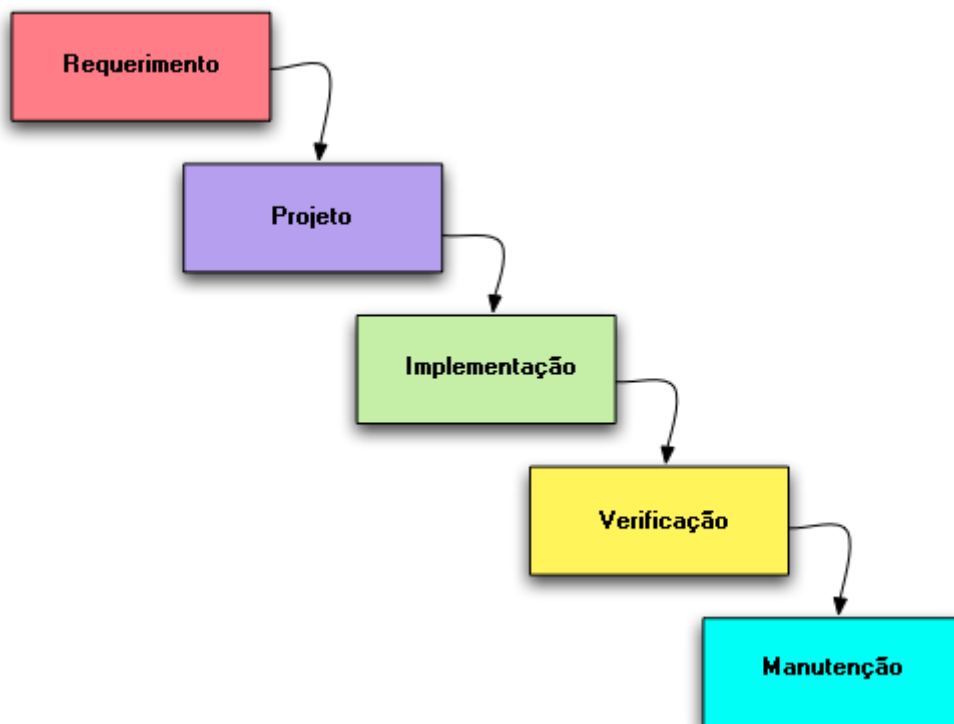 Requerimento
Projeto
Implementação
Verificação
Manutenção